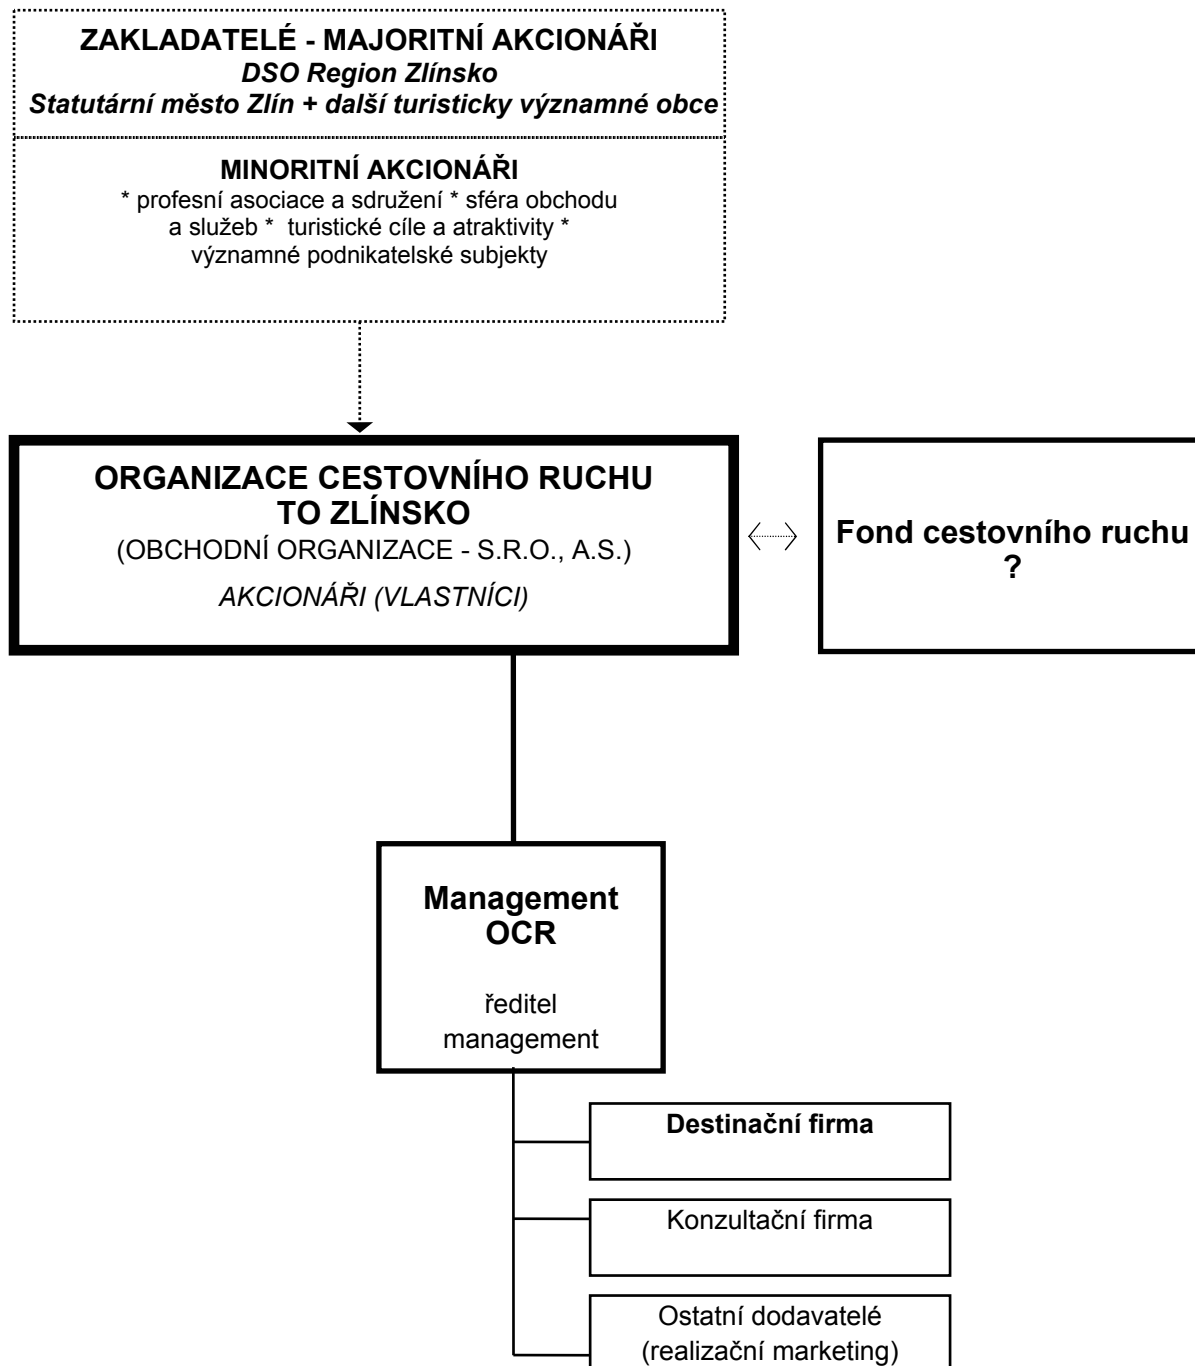 ZAKLADATELÉ - MAJORITNÍ AKCIONÁŘI
DSO Region Zlínsko
Statutární město Zlín + další turisticky významné obce
MINORITNÍ AKCIONÁŘI
* profesní asociace a sdružení * sféra obchodu
a služeb *  turistické cíle a atraktivity *
významné podnikatelské subjekty
ORGANIZACE CESTOVNÍHO RUCHU
TO ZLÍNSKO
(OBCHODNÍ ORGANIZACE - S.R.O., A.S.)
AKCIONÁŘI (VLASTNÍCI)
Fond cestovního ruchu
?
Management
OCR
ředitel
management
Destinační firma
Konzultační firma
Ostatní dodavatelé
(realizační marketing)